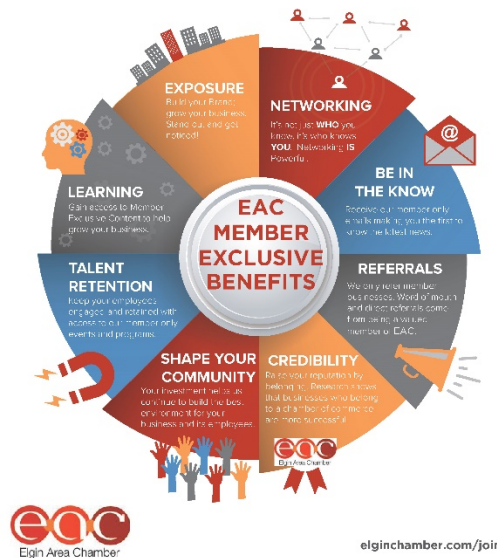 EXPOSURE
Build your Brand,
grow your business.
Stand out and get
noticed!
NETWORKING
It's not just WHO you
know, it's who knows
YOU. Networking IS
Powerful.
BE IN
THE KNOW
Receive our member only
emails making you the first to
know the latest news.
REFERRALS
We only refer member
businesses. Word of mouth
and direct referrals come
from being a valued
member of EAC.
CREDIBILITY
Raise your reputation by
belonging. Research shows
that businesses who belong
to a chamber of commerce
are more successful.
eac
Elgin Area Chamber
SHAPE YOUR
COMMUNITY
Your investment helps us
continue to build the best
environment for your
business and its employees.
TALENT
RETENTION
Keep your employees
engaged and retained with
access to our member only
events and programs.
LEARNING
Gain access to Member
Exclusive Content to help
grow your business.
EAC
MEMBER
EXCLUSIVE
BENEFITS
@
eac
Elgin Area Chamber
elginchamber.com/join